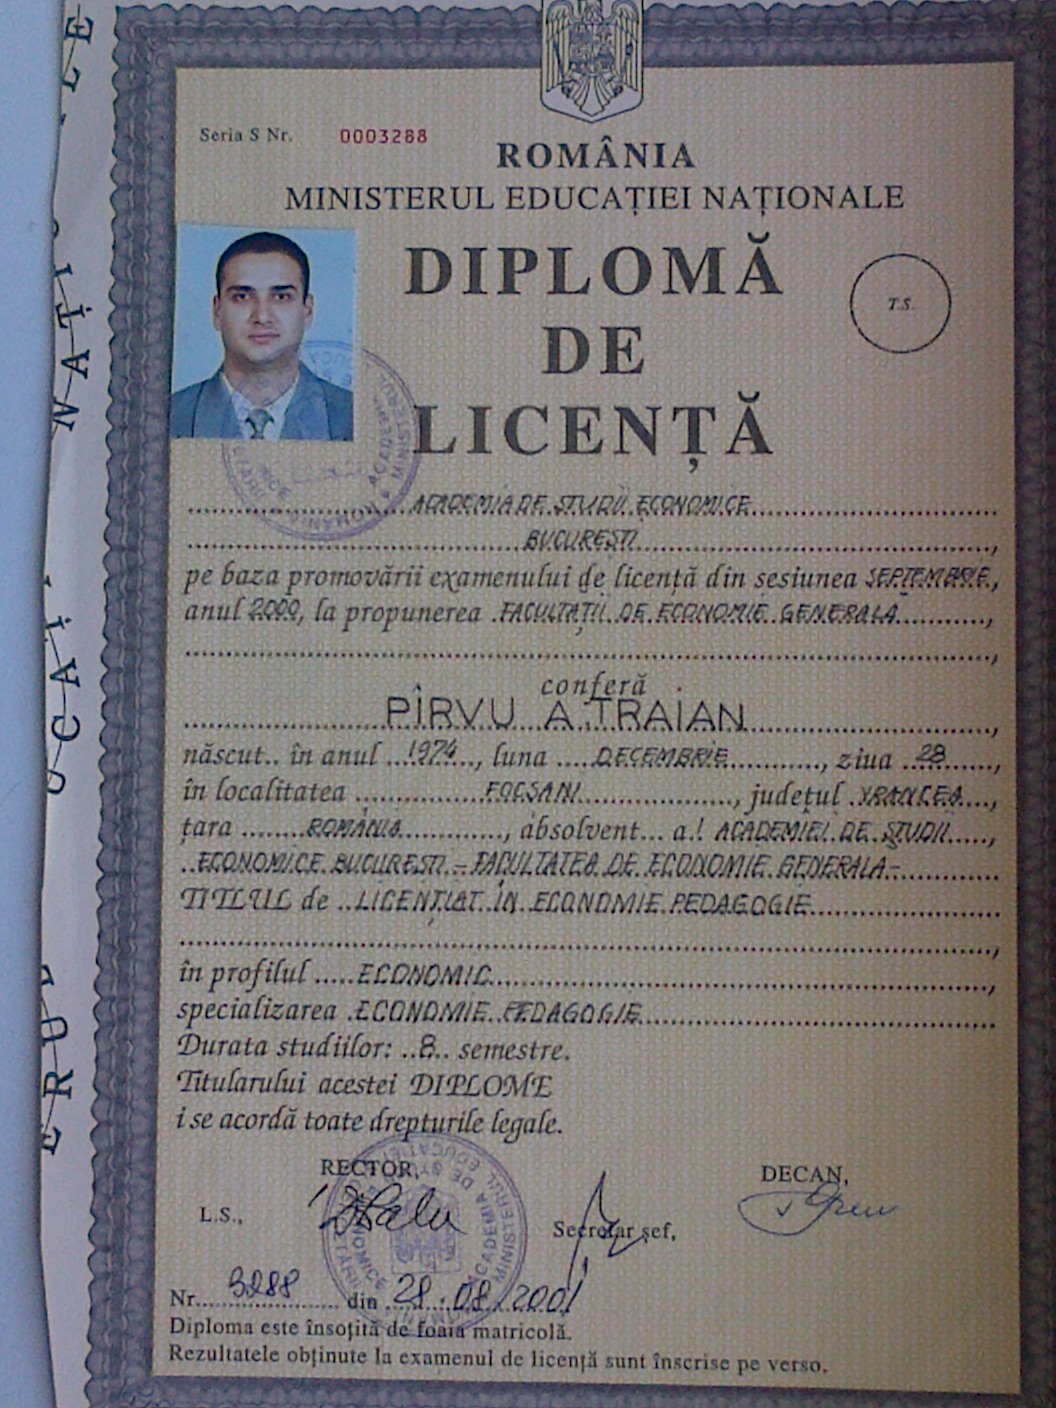 Seria S Nr. 0003288
ROMÂNIA
MINISTERUL EDUCAȚIEI NAȚIONALE
DIPLOMĂ
DE
LICENȚĂ
T.S.
ACADEMIA DE STUDII ECONOMICE
BUCUREȘTI,
pe baza promovării examenului de licență din sesiunea SEPTEMBRIE,
anul 2000, la propunerea FACULTĂȚII DE ECONOMIE GENERALĂ,
conferă
PÎRVU A. TRAIAN,
născut.. în anul ...1974..., luna ....DECEMBRIE............, ziua ..28......,
în localitatea ...............FOCȘANI................, județul .VRANCEA...,
țara ........ROMÂNIA............, absolvent... a.l ACADEMIEI DE STUDII.....,
..ECONOMICE BUCUREȘTI - FACULTATEA DE ECONOMIE GENERALĂ-
TITLUL de ..LICENȚIAT ÎN ECONOMIE PEDAGOGIE
în profilul .....ECONOMIC,
specializarea .ECONOMIE PEDAGOGIE
Durata studiilor: ..8.. semestre.
Titularului acestei DIPLOME
i se acordă toate drepturile legale.
RECTOR, DECAN,
L.S., Secretar șef,
Nr. 3288 din 28.08.2001
Diploma este însoțită de foaia matricolă.
Rezultatele obținute la examenul de licență sunt înscrise pe verso.